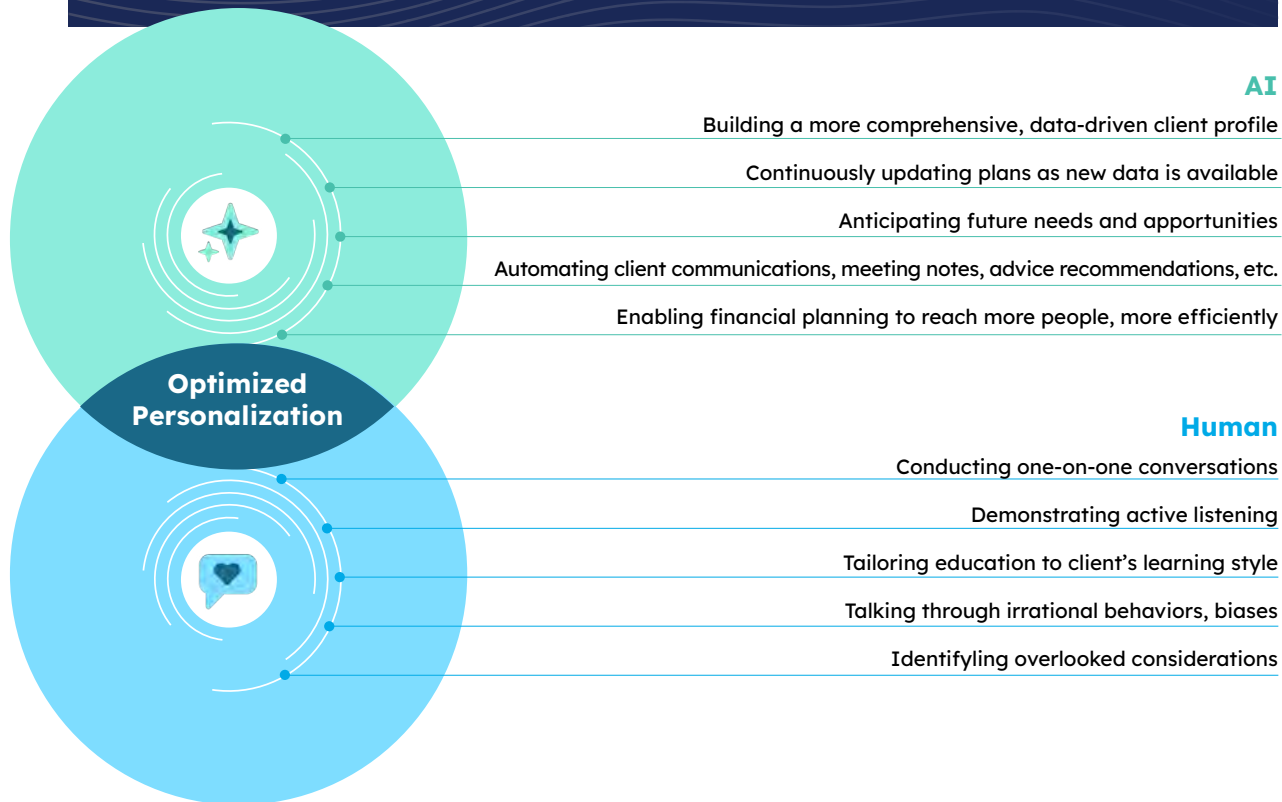 AI
Building a more comprehensive, data-driven client profile
Continuously updating plans as new data is available
Anticipating future needs and apportunities
Automating client communications, meeting notes, advice recommendations, etc.
Enabling financial planning to reach more people, more efficiently
Optimized
Personalization
Human
Conducting one-on-one conversations
Demonstrating active listening
Tailoring education to client’s learning style
Talking through irrational behaviors, biases
Identifyling overlooked considerations